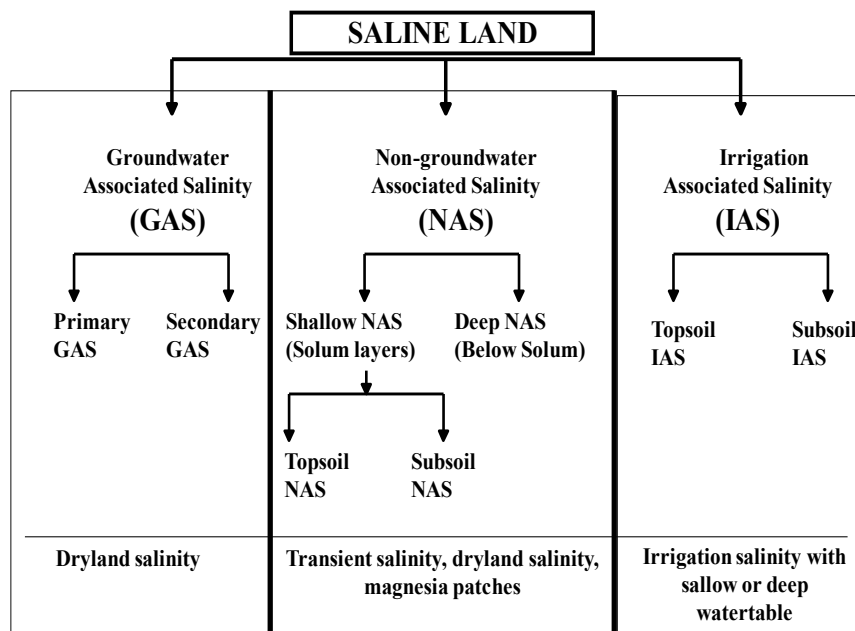 SALINE LAND
Groundwater
Associated Salinity
(GAS)
Primary
GAS
Secondary
GAS
Non-groundwater
Associated Salinity
(NAS)
Shallow NAS
(Solum layers)
Deep NAS
(Below Solum)
Topsoil
NAS
Subsoil
NAS
Irrigation
Associated Salinity
(IAS)
Topsoil
IAS
Subsoil
IAS
Dryland salinity
Transient salinity, dryland salinity,
magnesia patches
Irrigation salinity with
sallow or deep
watertable